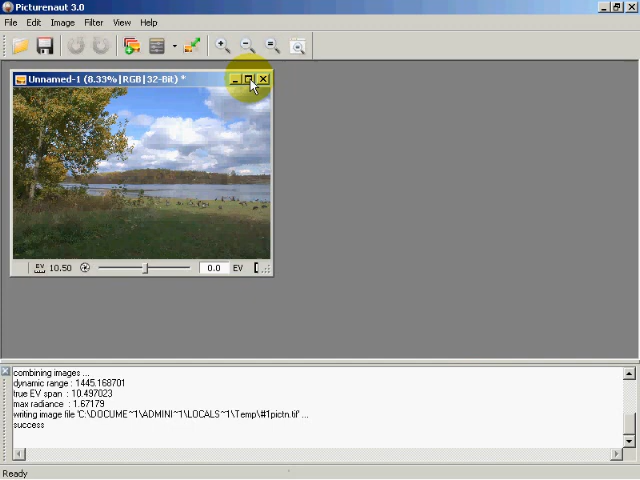 Picturenaut 3.0
File Edit Image Filter View Help
Unnamed-1 (8.33%|RGB|32-Bit) *
EV 10.50 0.0 EV
combining images ...
dynamic range : 1445.168701
true EV span : 10.497023
max radiance : 1.67179
writing image file 'C:\DOCUME~1\ADMINI~1\LOCALS~1\Temp\#1pictn.tif' ...
success
Ready